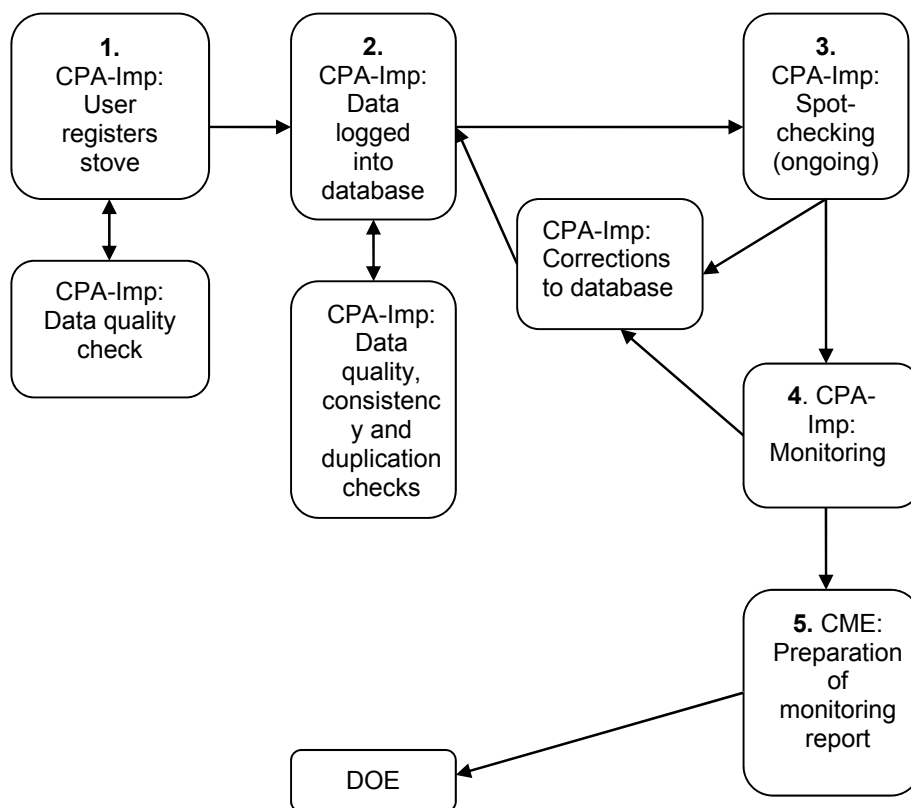 1.
CPA-Imp:
User
registers
stove
2.
CPA-Imp:
Data
logged
into
database
3.
CPA-Imp:
Spot-
checking
(ongoing)
CPA-Imp:
Data quality
check
CPA-Imp:
Data
quality,
consistenc
y and
duplication
checks
CPA-Imp:
Corrections
to database
4. CPA-
Imp:
Monitoring
5. CME:
Preparation
of
monitoring
report
DOE